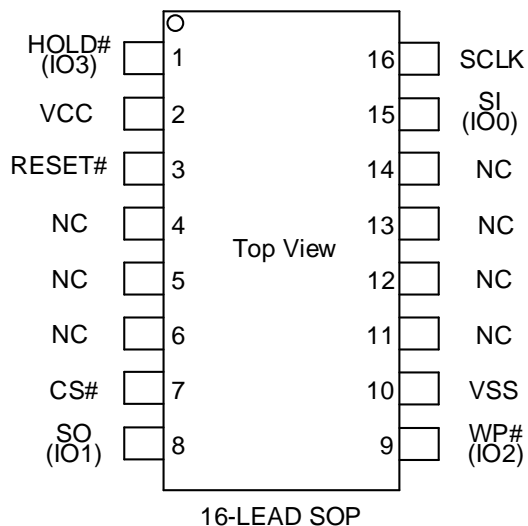 HOLD#
(IO3)
1
16
SCLK
VCC
2
15
SI
(IO0)
RESET#
3
14
NC
NC
4
13
NC
Top View
NC
5
12
NC
NC
6
11
NC
CS#
7
10
VSS
SO
(IO1)
8
9
WP#
(IO2)
16-LEAD SOP